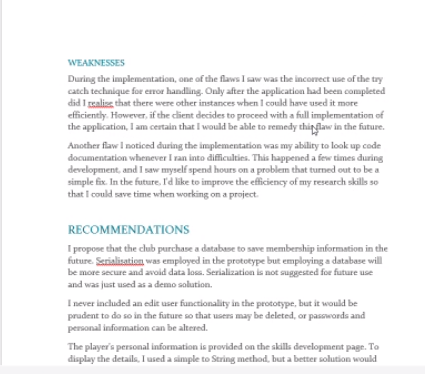 WEAKNESSES
During the implementation, one of the flaws I saw was the incorrect use of the try
catch technique for error handling. Only after the application had been completed
did I realise that there were other instances when I could have used it more
efficiently. However, if the client decides to proceed with a full implementation of
the application, I am certain that I would be able to remedy this flaw in the future.
Another flaw I noticed during the implementation was my ability to look up code
documentation whenever I ran into difficulties. This happened a few times during
development, and I saw myself spend hours on a problem that turned out to be a
simple fix. In the future, I'd like to improve the efficiency of my research skills so
that I could save time when working on a project.
RECOMMENDATIONS
I propose that the club purchase a database to save membership information in the
future. Serialisation was employed in the prototype but employing a database will
be more secure and avoid data loss. Serialization is not suggested for future use
and was just used as a demo solution.
I never included an edit user functionality in the prototype, but it would be
prudent to do so in the future so that users may be deleted, or passwords and
personal information can be altered.
The player's personal information is provided on the skills development page. To
display the details, I used a simple to String method, but a better solution would